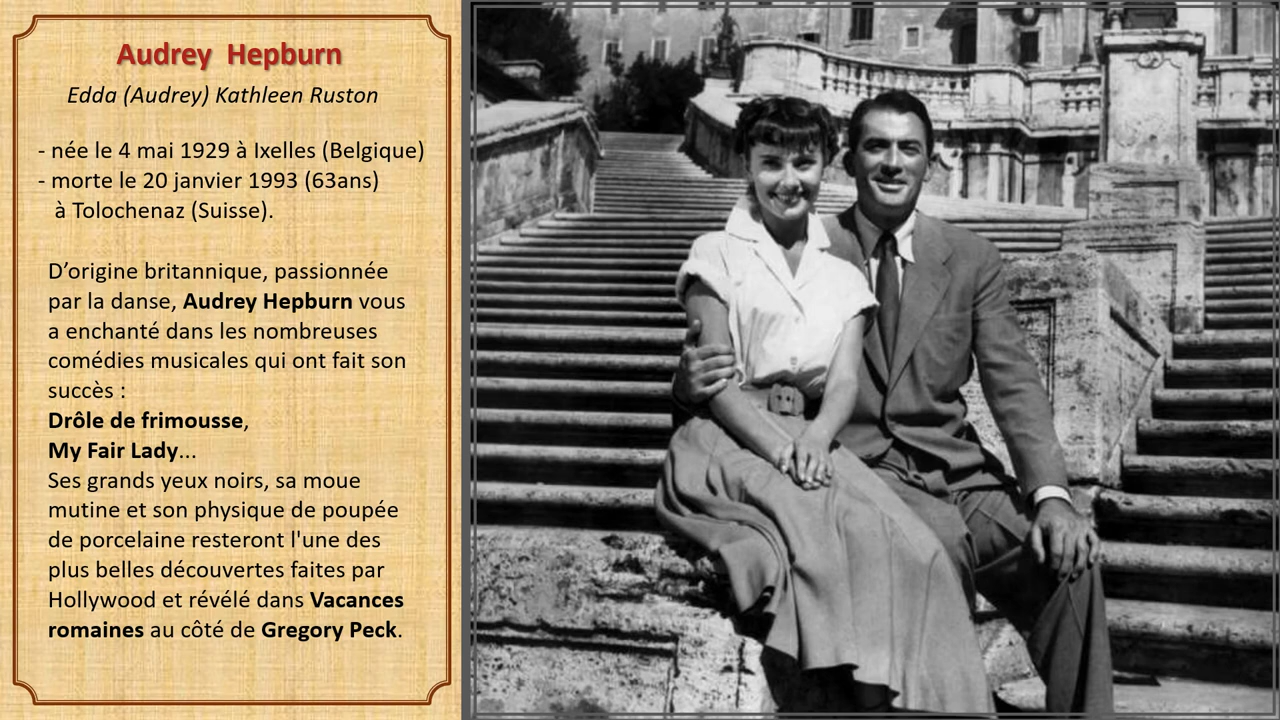 Audrey Hepburn
Edda (Audrey) Kathleen Ruston
- née le 4 mai 1929 à Ixelles (Belgique)
- morte le 20 janvier 1993 (63ans)
à Tolochenaz (Suisse).
D’origine britannique, passionnée
par la danse, Audrey Hepburn vous
a enchanté dans les nombreuses
comédies musicales qui ont fait son
succès :
Drôle de frimousse,
My Fair Lady...
Ses grands yeux noirs, sa moue
mutine et son physique de poupée
de porcelaine resteront l'une des
plus belles découvertes faites par
Hollywood et révélé dans Vacances
romaines au côté de Gregory Peck.